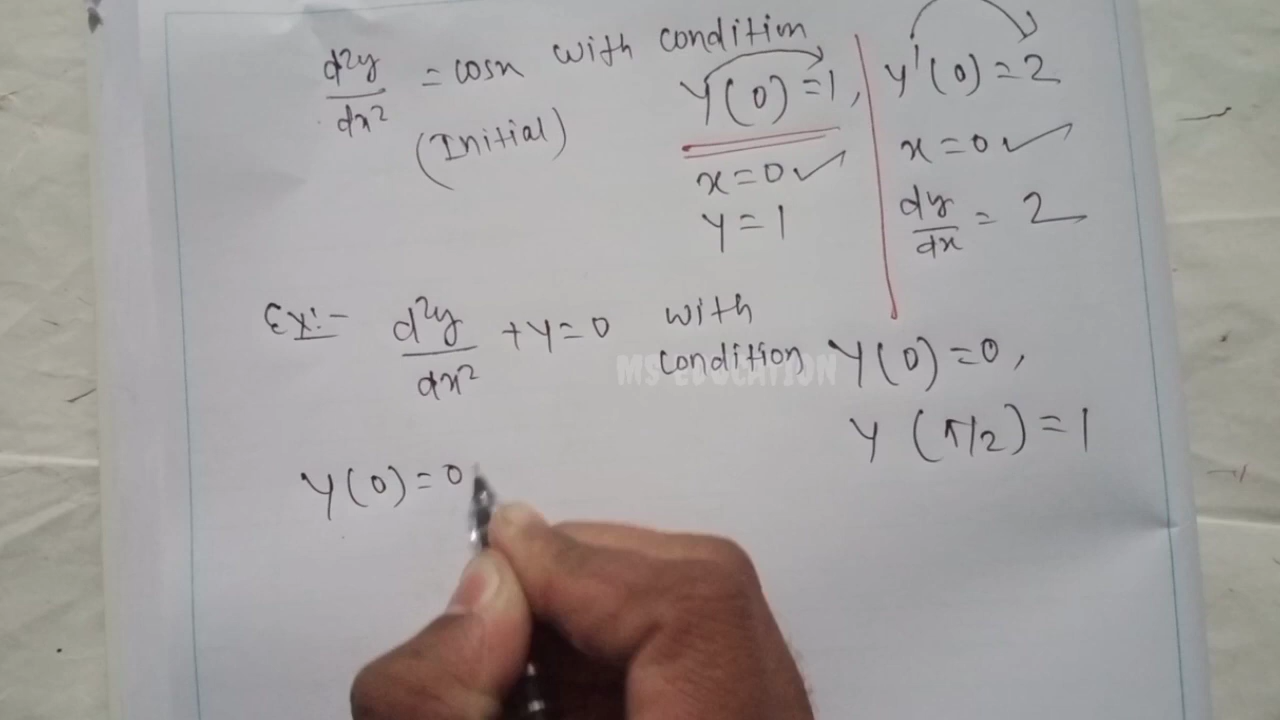 d²y/dx² = cosx with condition
(Initial)
Y(0)=1,
x=0✓
Y=1
Y'(0)=2
x=0✓
dy/dx = 2
Ex:- d²y/dx² +Y=0 with
condition Y(0)=0,
Y(π/2)=1
MS EDUCATION
Y(0)=0